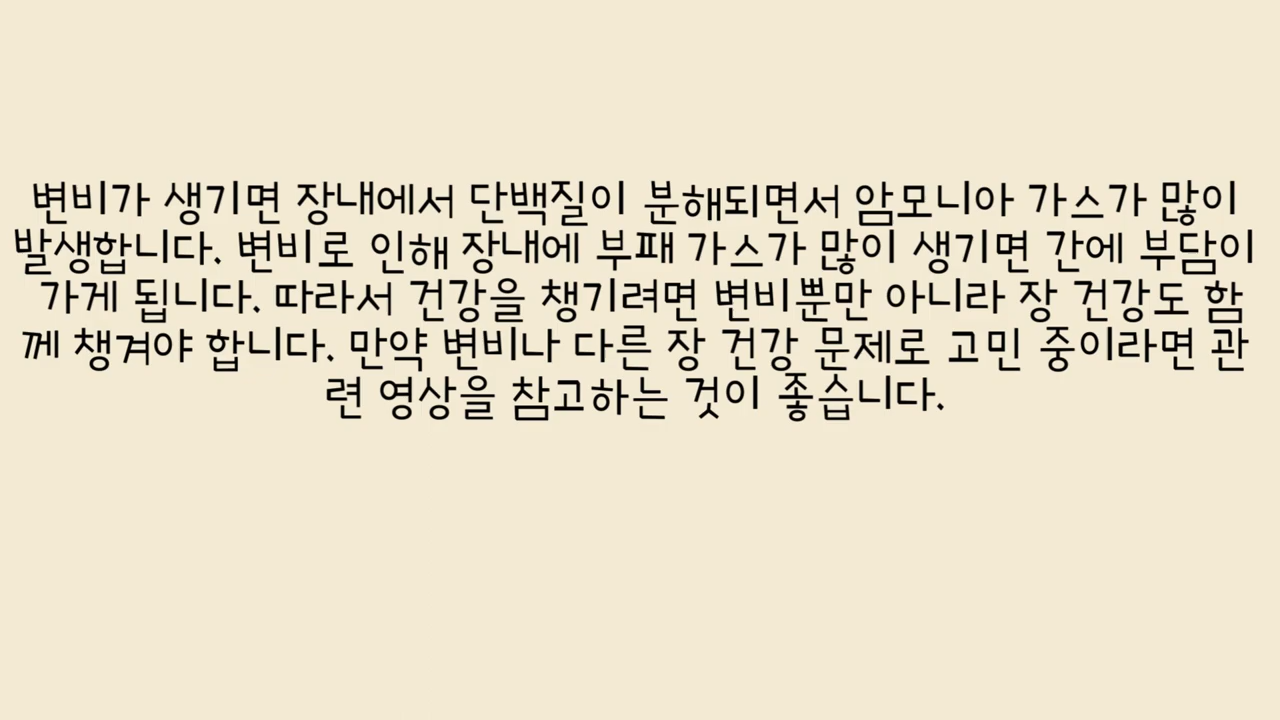 변비가 생기면 장내에서 단백질이 분해되면서 암모니아 가스가 많이
발생합니다. 변비로 인해 장내에 부패 가스가 많이 생기면 간에 부담이
가게 됩니다. 따라서 건강을 챙기려면 변비뿐만 아니라 장 건강도 함
께 챙겨야 합니다. 만약 변비나 다른 장 건강 문제로 고민 중이라면 관
련 영상을 참고하는 것이 좋습니다.